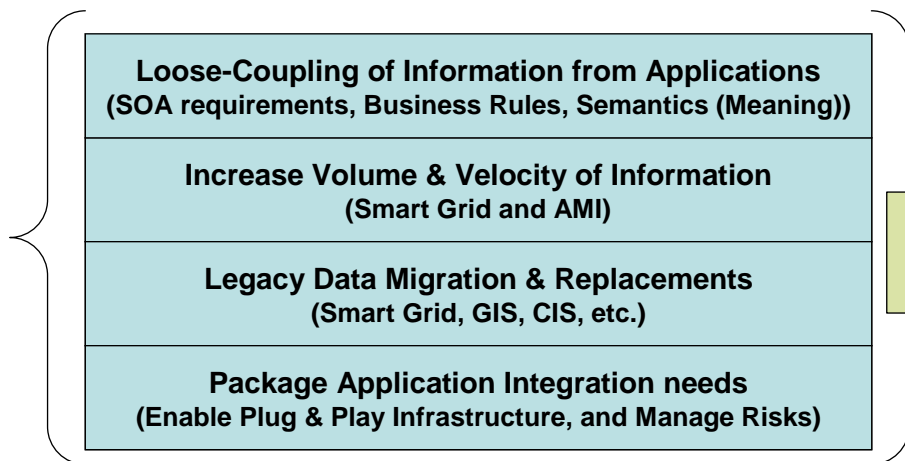 Loose-Coupling of Information from Applications
(SOA requirements, Business Rules, Semantics (Meaning))
Increase Volume & Velocity of Information
(Smart Grid and AMI)
Legacy Data Migration & Replacements
(Smart Grid, GIS, CIS, etc.)
Package Application Integration needs
(Enable Plug & Play Infrastructure, and Manage Risks)